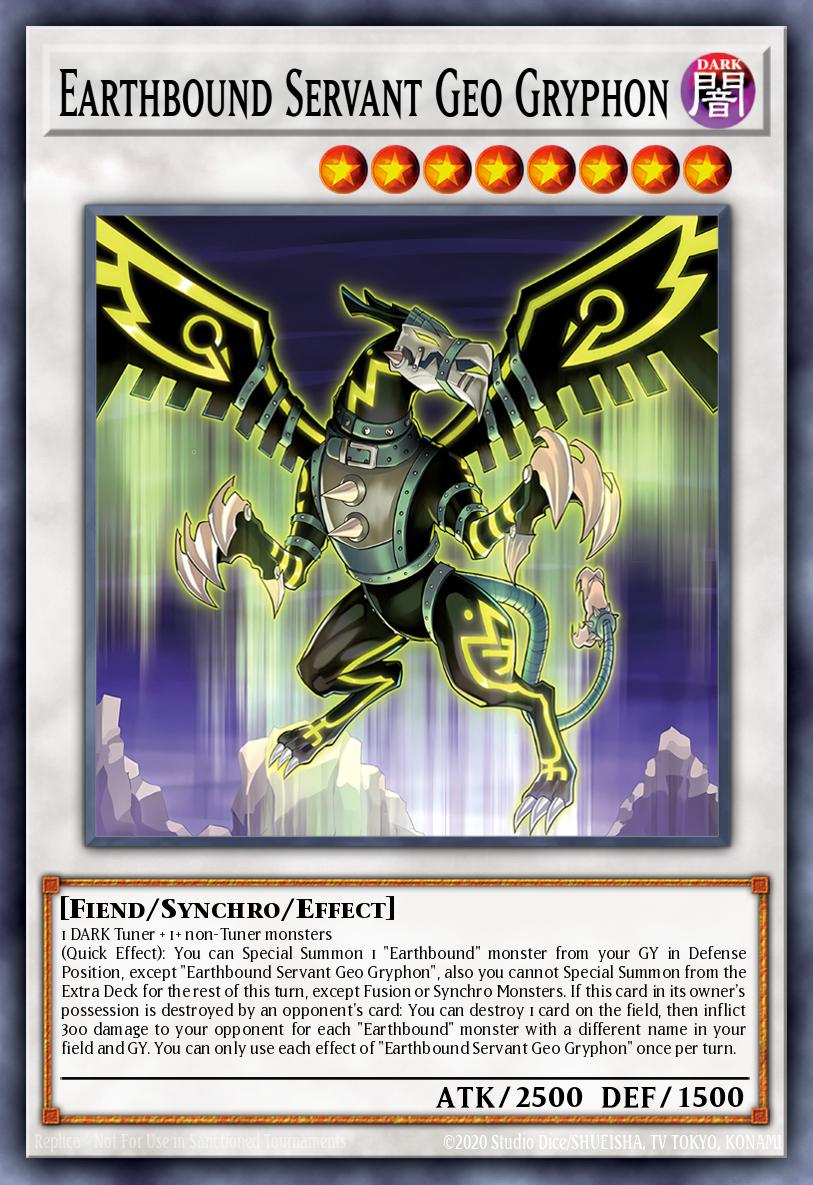 Earthbound Servant Geo Gryphon
DARK
闇
[Fiend/Synchro/Effect]
1 DARK Tuner + 1+ non-Tuner monsters
(Quick Effect): You can Special Summon 1 "Earthbound" monster from your GY in Defense
Position, except "Earthbound Servant Geo Gryphon", also you cannot Special Summon from the
Extra Deck for the rest of this turn, except Fusion or Synchro Monsters. If this card in its owner's
possession is destroyed by an opponent's card: You can destroy 1 card on the field, then inflict
300 damage to your opponent for each "Earthbound" monster with a different name in your
field and GY. You can only use each effect of "Earthbound Servant Geo Gryphon" once per turn.
ATK/2500 DEF/1500
Replica - Not For Use in Sanctioned Tournaments
©2020 Studio Dice/SHUEISHA, TV TOKYO, KONAMI